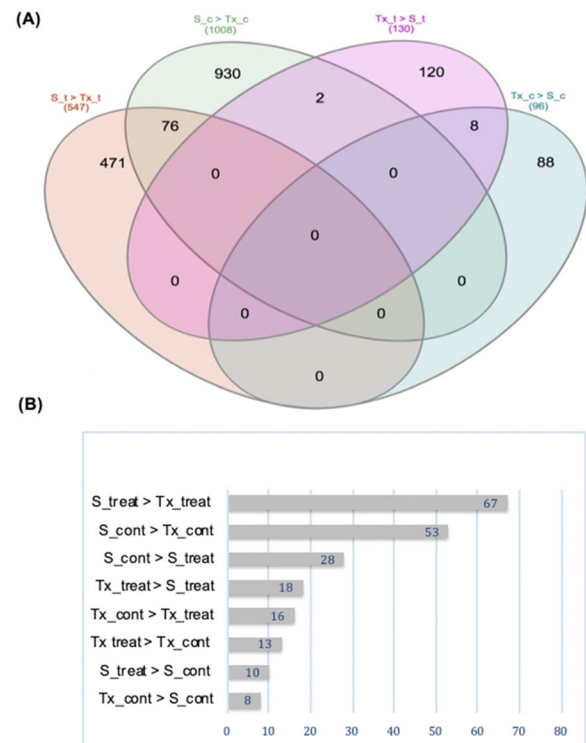 (A)
S_c > Tx_c
(1008)
Tx_t > S_t
(130)
S_t > Tx_t
(547)
Tx_c > S_c
(96)
930
120
2
76
8
471
88
0
0
0
0
0
0
0
0
(B)
S_treat > Tx_treat 67
S_cont > Tx_cont 53
S_cont > S_treat 28
Tx_treat > S_treat 18
Tx_cont > Tx_treat 16
Tx treat > Tx_cont 13
S_treat > S_cont 10
Tx_cont > S_cont 8
0 10 20 30 40 50 60 70 80